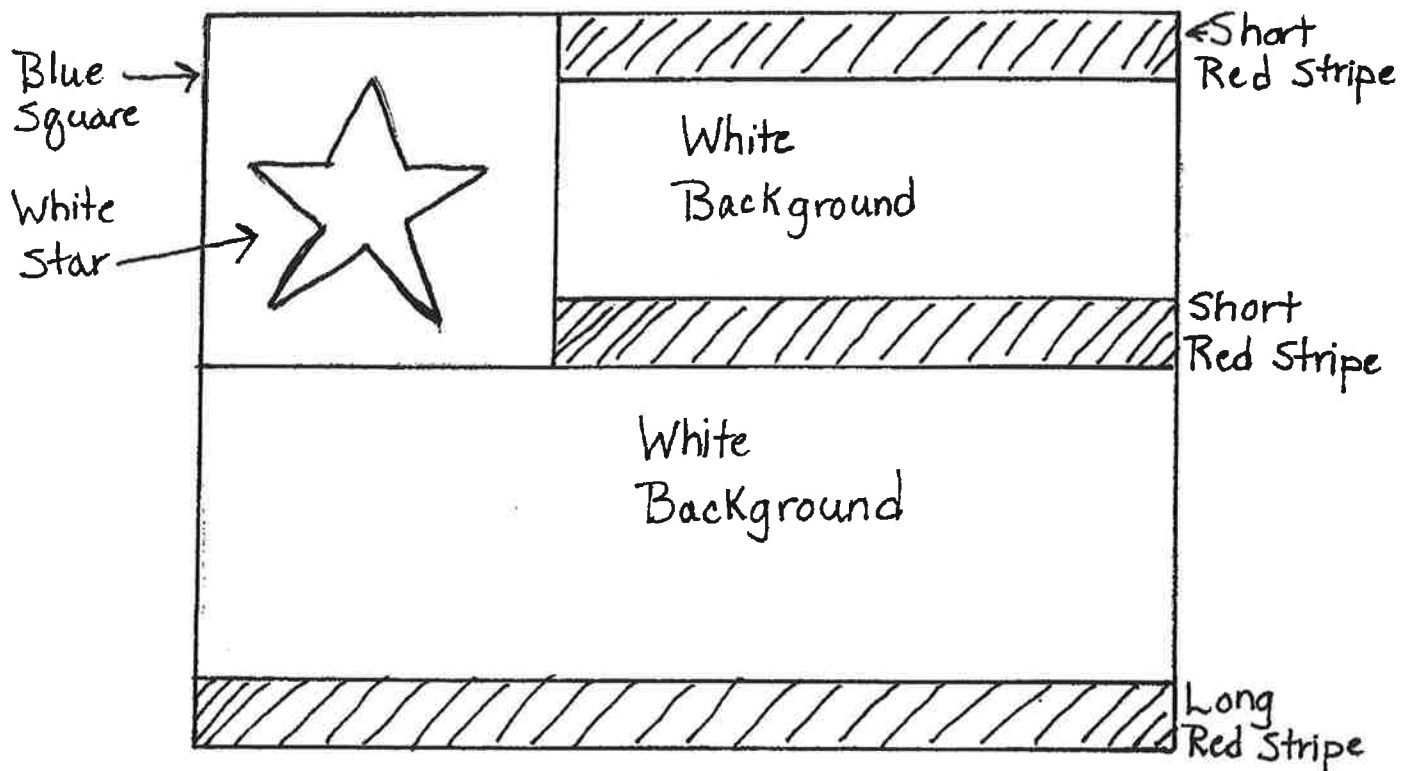 Blue
Square
White
Star
Short
Red Stripe
White
Background
Short
Red Stripe
White
Background
Long
Red Stripe